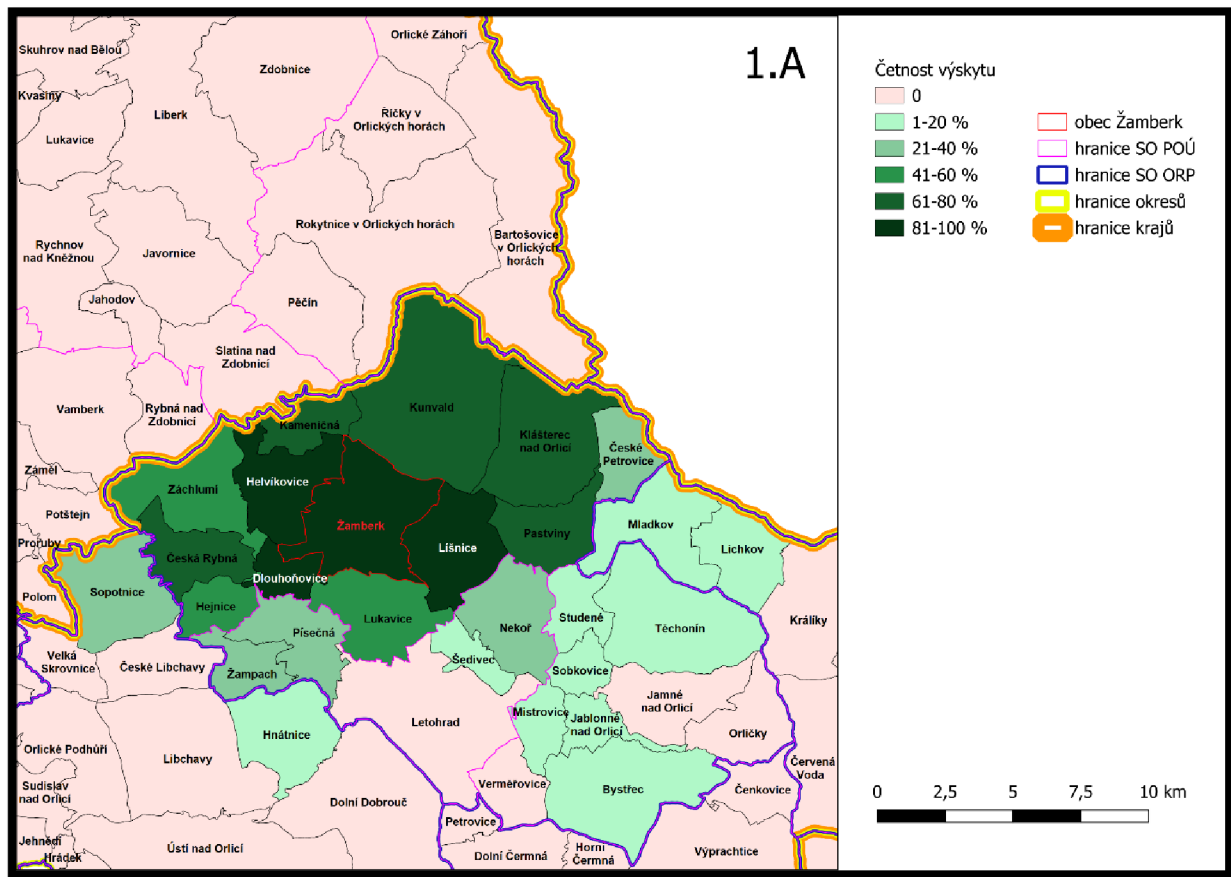 1.A
Četnost výskytu
0
1-20 %
21-40 %
41-60 %
61-80 %
81-100 %
obec Žamberk
hranice SO POÚ
hranice SO ORP
hranice okresů
hranice krajů
0
2,5
5
7,5
10 km
Skuhrov nad Bělou
Orlické Záhoří
Zdobnice
Kvasiny
Liberk
Říčky v
Orlických horách
Lukavice
Rokytnice v Orlických horách
Rychnov
nad Kněžnou
Javornice
Bartošovice
v Orlických
horách
Jahodov
Pěčín
Slatina nad
Zdobnicí
Vamberk
Rybná nad
Zdobnicí
Kunvald
Kameničná
Klášterec
nad Orlicí
České
Petrovice
Záměl
Záchlumí
Helvíkovice
Potštejn
Žamberk
Mladkov
Lichkov
Proruby
Pastviny
Líšnice
Česká Rybná
Dlouhoňovice
Polom
Sopotnice
Hejnice
Lukavice
Písečná
Nekoř
Studené
Těchonín
Králíky
Velká
Skrovnice
České Libchavy
Žampach
Šedivec
Sobkovice
Jamné
nad Orlicí
Letohrad
Mistrovice
Jablonné
nad Orlicí
Hnátnice
Orličky
Orlické Podhůří
Libchavy
Červená
Voda
Sudislav
nad Orlicí
Verměřovice
Bystřec
Čenkovice
Dolní Dobrouč
Petrovice
Jehnědí
Hrádek
Ústí nad Orlicí
Dolní Čermná
Horní
Čermná
Výprachtice